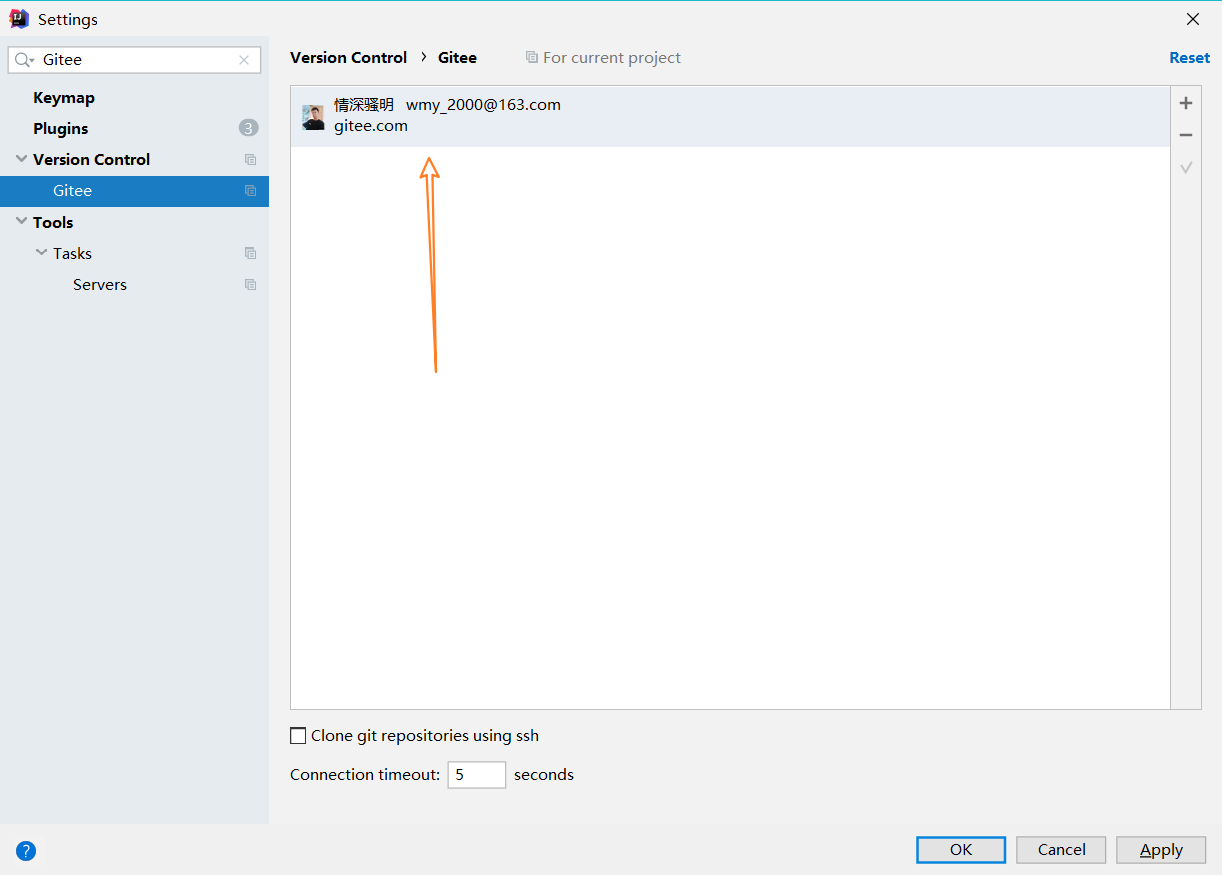 Settings
Gitee
Version Control › Gitee For current project Reset
Keymap
Plugins 3
Version Control
Gitee
Tools
Tasks
Servers
情深骚明 wmy_2000@163.com
gitee.com
Clone git repositories using ssh
Connection timeout: 5 seconds
? OK Cancel Apply